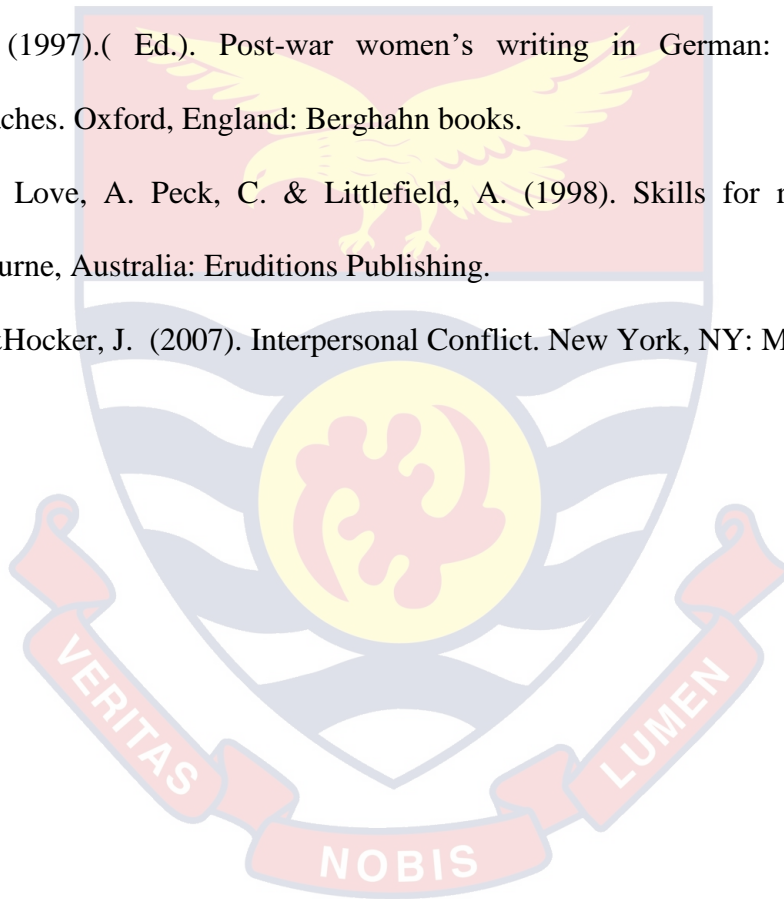 (1997).( Ed.). Post-war women’s writing in German:
aches. Oxford, England: Berghahn books.
Love, A. Peck, C. & Littlefield, A. (1998). Skills for
urne, Australia: Eruditions Publishing.
Hocker, J. (2007). Interpersonal Conflict. New York, NY:
VERITAS
NOBIS
LUMEN